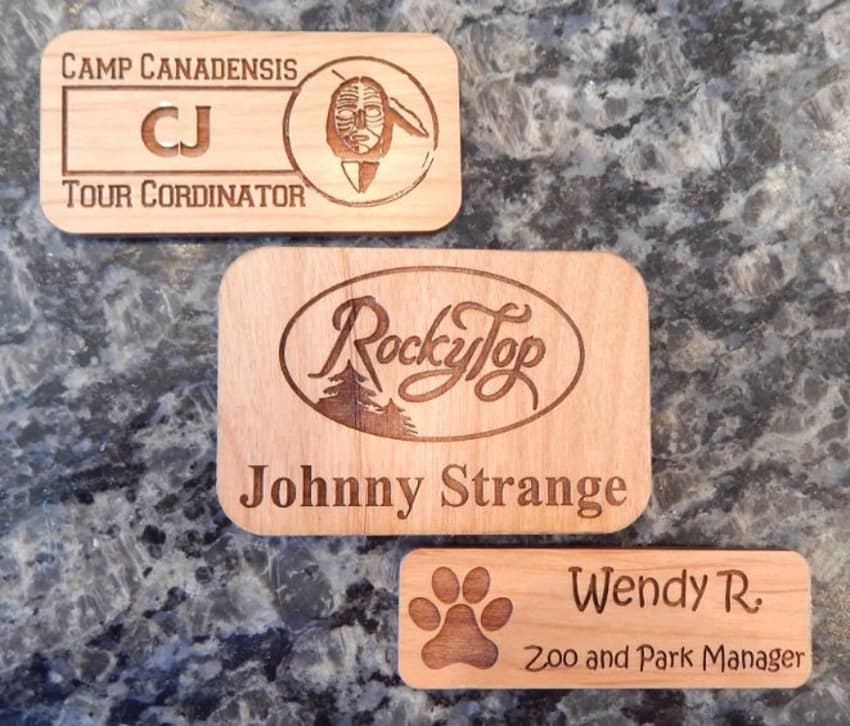 CAMP CANADENSIS
CJ
TOUR CORDINATOR
RockyTop
Johnny Strange
Wendy R.
Zoo and Park Manager